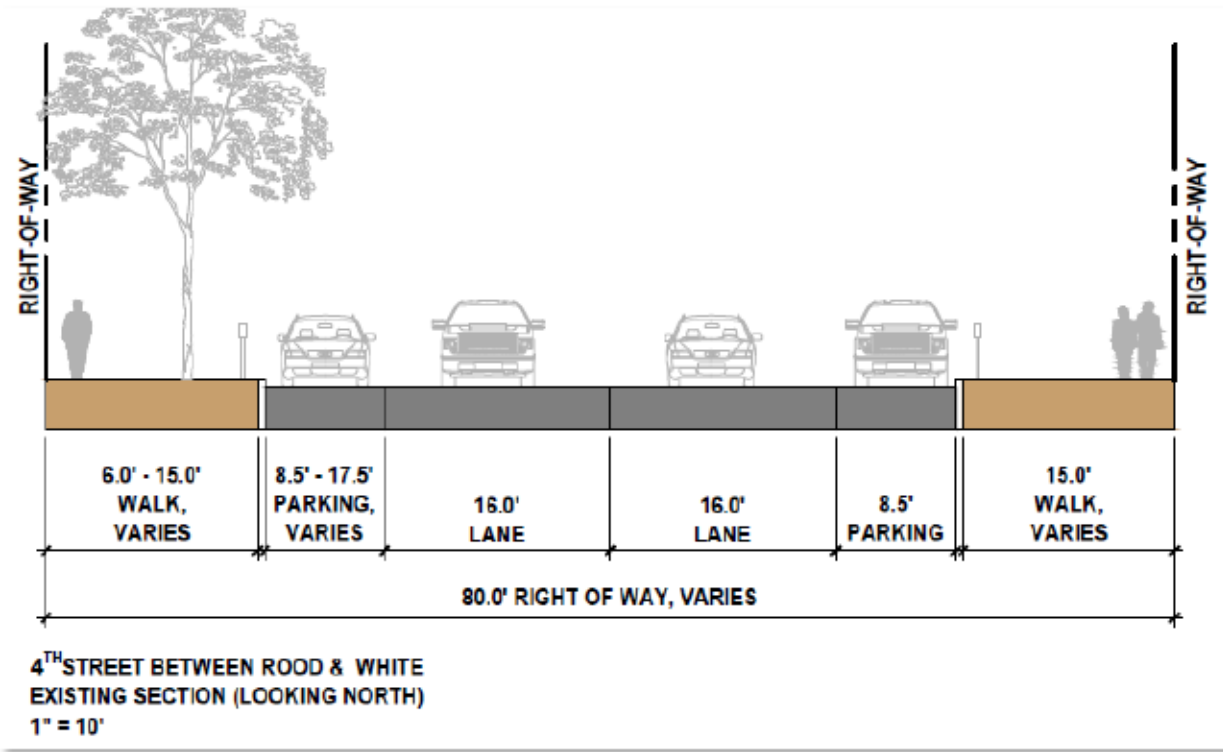 RIGHT-OF-WAY
RIGHT-OF-WAY
6.0' - 15.0'
WALK,
VARIES
8.5' - 17.5'
PARKING,
VARIES
16.0'
LANE
16.0'
LANE
8.5'
PARKING
15.0'
WALK,
VARIES
80.0' RIGHT OF WAY, VARIES
4TH STREET BETWEEN ROOD & WHITE
EXISTING SECTION (LOOKING NORTH)
1" = 10'